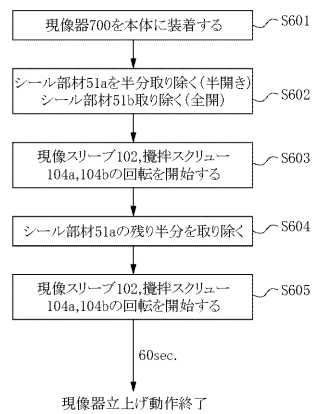 現像器700を本体に装着する
S601
シール部材51aを半分取り除く(半開き)
シール部材51b取り除く(全開)
S602
現像スリーブ102,攪拌スクリュー
104a,104bの回転を開始する
S603
シール部材51aの残り半分を取り除く
S604
現像スリーブ102,攪拌スクリュー
104a,104bの回転を開始する
S605
60sec.
現像器立上げ動作終了